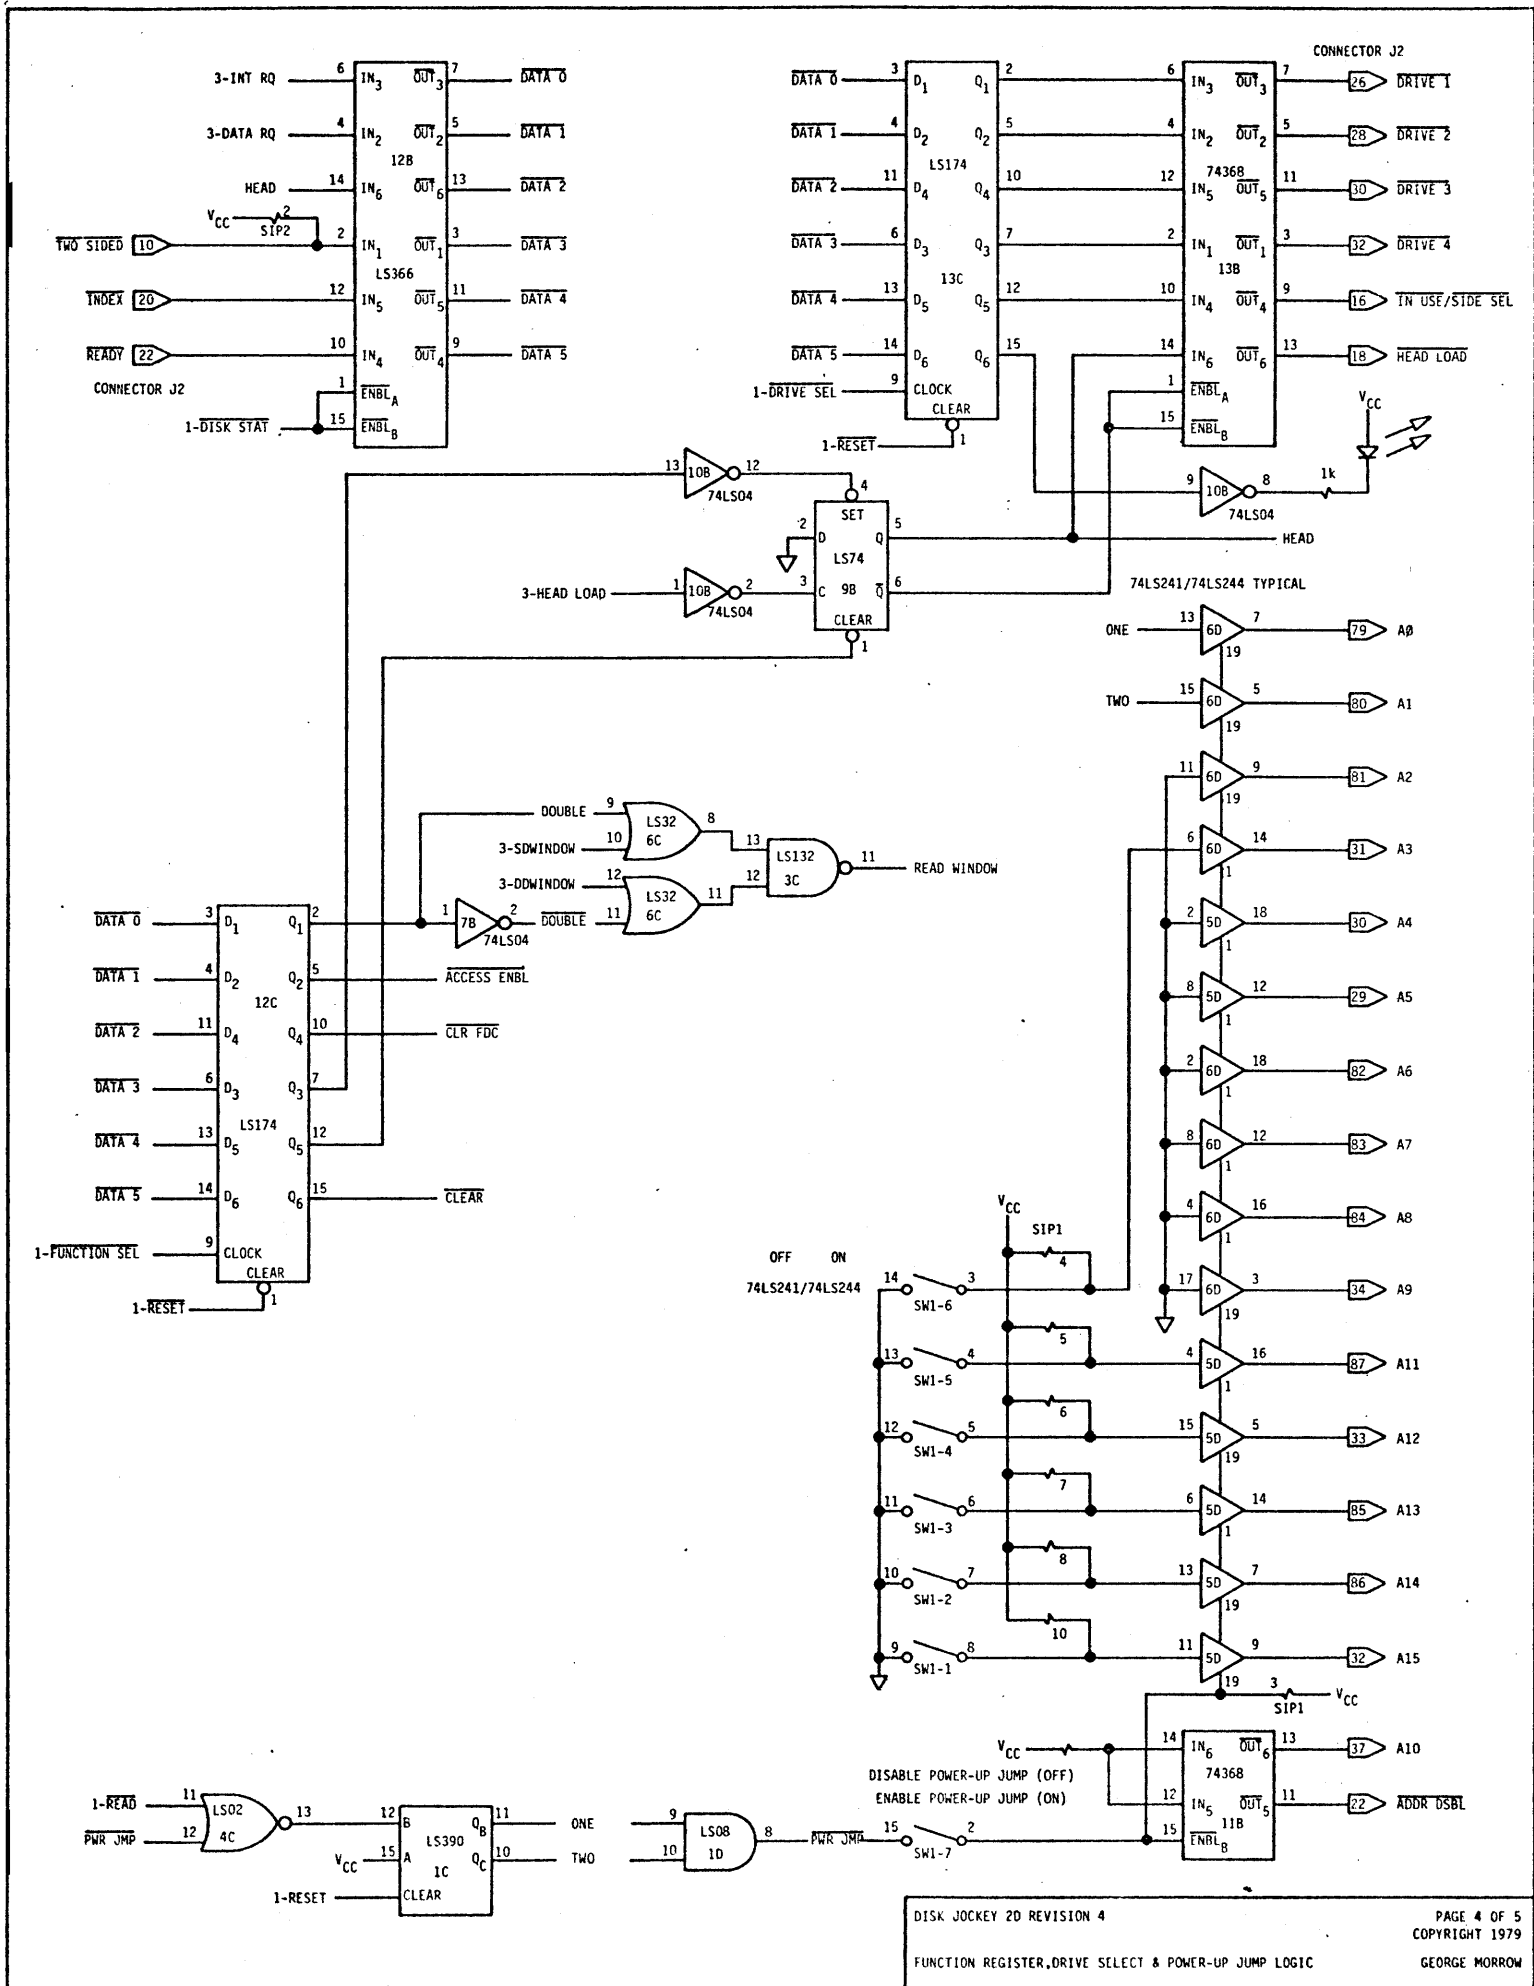 CONNECTOR J2
3-INT RQ 6 IN3 OUT3 7 DATA 0
3-DATA RQ 4 IN2 OUT2 5 DATA 1
12B
HEAD 14 IN6 OUT6 13 DATA 2
VCC 2
SIP2
TWO SIDED 10 2 IN1 OUT1 3 DATA 3
LS366
INDEX 20 12 IN5 OUT5 11 DATA 4
READY 22 10 IN4 OUT4 9 DATA 5
CONNECTOR J2
1 ENBLA
1-DISK STAT 15 ENBLB
DATA 0 3 D1 Q1 2 6 IN3 OUT3 7 26 DRIVE 1
DATA 1 4 D2 Q2 5 4 IN2 OUT2 5 28 DRIVE 2
LS174 74368
DATA 2 11 D4 Q4 10 12 IN5 OUT5 11 30 DRIVE 3
DATA 3 6 D3 Q3 7 2 IN1 OUT1 3 32 DRIVE 4
13C 13B
DATA 4 13 D5 Q5 12 10 IN4 OUT4 9 16 IN USE/SIDE SEL
DATA 5 14 D6 Q6 15 14 IN6 OUT6 13 18 HEAD LOAD
1-DRIVE SEL 9 CLOCK 1 ENBLA
CLEAR
1-RESET 1 15 ENBLB
VCC
13 10B 12
74LS04
4
SET
2 D Q 5
LS74
9B
3 C Q 6
CLEAR
1
9 10B 8 1k
74LS04
HEAD
3-HEAD LOAD 1 10B 2
74LS04
74LS241/74LS244 TYPICAL
ONE 13 6D 7 79 A0
19
TWO 15 6D 5 80 A1
19
11 6D 9 81 A2
19
6 6D 14 31 A3
1
2 5D 18 30 A4
1
8 5D 12 29 A5
1
2 6D 18 82 A6
1
8 6D 12 83 A7
1
4 6D 16 84 A8
1
17 6D 3 34 A9
19
4 5D 16 87 A11
1
15 5D 5 33 A12
19
6 5D 14 85 A13
1
13 5D 7 86 A14
19
11 5D 9 32 A15
19
3 SIP1 VCC
DOUBLE 9 LS32 8
3-SDWINDOW 10 6C
13 LS132 11 READ WINDOW
12 3C
3-DDWINDOW 12 LS32 11
DOUBLE 11 6C
DATA 0 3 D1 Q1 2 1 7B 2
74LS04
DATA 1 4 D2 Q2 5 ACCESS ENBL
12C
DATA 2 11 D4 Q4 10 CLR FDC
DATA 3 6 D3 Q3 7
LS174
DATA 4 13 D5 Q5 12
DATA 5 14 D6 Q6 15 CLEAR
1-FUNCTION SEL 9 CLOCK
CLEAR
1-RESET 1
VCC
SIP1
OFF ON
74LS241/74LS244
4
14 3
SW1-6
5
13 4
SW1-5
6
12 5
SW1-4
7
11 6
SW1-3
8
10 7
SW1-2
10
9 8
SW1-1
VCC 14 IN6 OUT6 13 37 A10
74368
DISABLE POWER-UP JUMP (OFF)
ENABLE POWER-UP JUMP (ON)
12 IN5 OUT5 11 22 ADDR DSBL
11B
15 ENBLB
1-READ 11 LS02 13
PWR JMP 12 4C
12 B QB 11 ONE 9
LS390
VCC 15 A QC 10 TWO 10
1C
1-RESET CLEAR
LS08
1D
8 PWR JMP 15 2
SW1-7
DISK JOCKEY 2D REVISION 4 PAGE 4 OF 5
COPYRIGHT 1979
FUNCTION REGISTER,DRIVE SELECT & POWER-UP JUMP LOGIC GEORGE MORROW